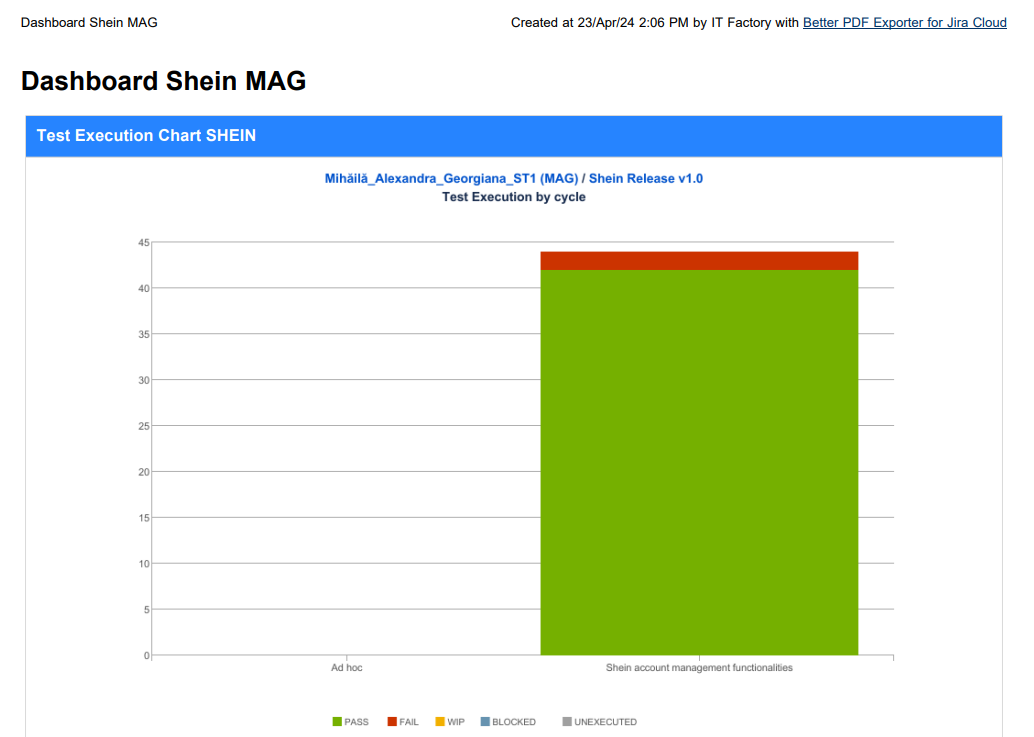 Dashboard Shein MAG
Created at 23/Apr/24 2:06 PM by IT Factory with Better PDF Exporter for Jira Cloud
Dashboard Shein MAG
Test Execution Chart SHEIN
Mihăilă_Alexandra_Georgiana_ST1 (MAG) / Shein Release v1.0
Test Execution by cycle
45
40
35
30
25
20
15
10
5
0
Ad hoc
Shein account management functionalities
PASS FAIL WIP BLOCKED UNEXECUTED